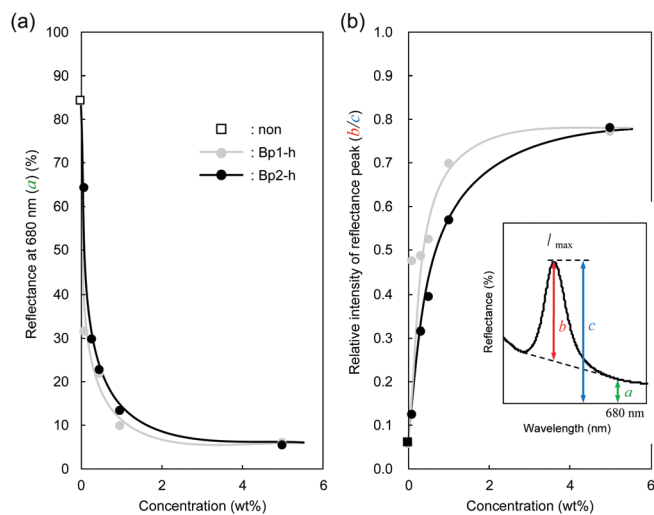 (a)
100
90
80
70
60
50
40
30
20
10
0
0
2
4
6
Reflectance at 680 nm (a) (%)
Concentration (wt%)
: non
: Bp1-h
: Bp2-h
(b)
1.0
0.9
0.8
0.7
0.6
0.5
0.4
0.3
0.2
0.1
0.0
0
2
4
6
Relative intensity of reflectance peak (b/c)
Concentration (wt%)
I max
b
c
a
680 nm
Reflectance (%)
Wavelength (nm)